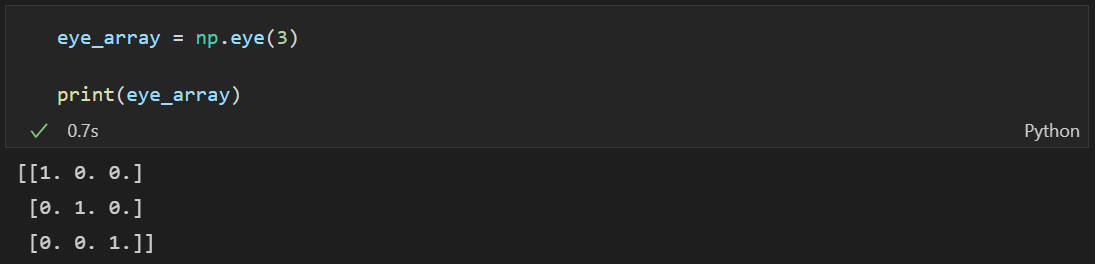 eye_array = np.eye(3)
print(eye_array)
0.7s
Python
[[1. 0. 0.]
[0. 1. 0.]
[0. 0. 1.]]